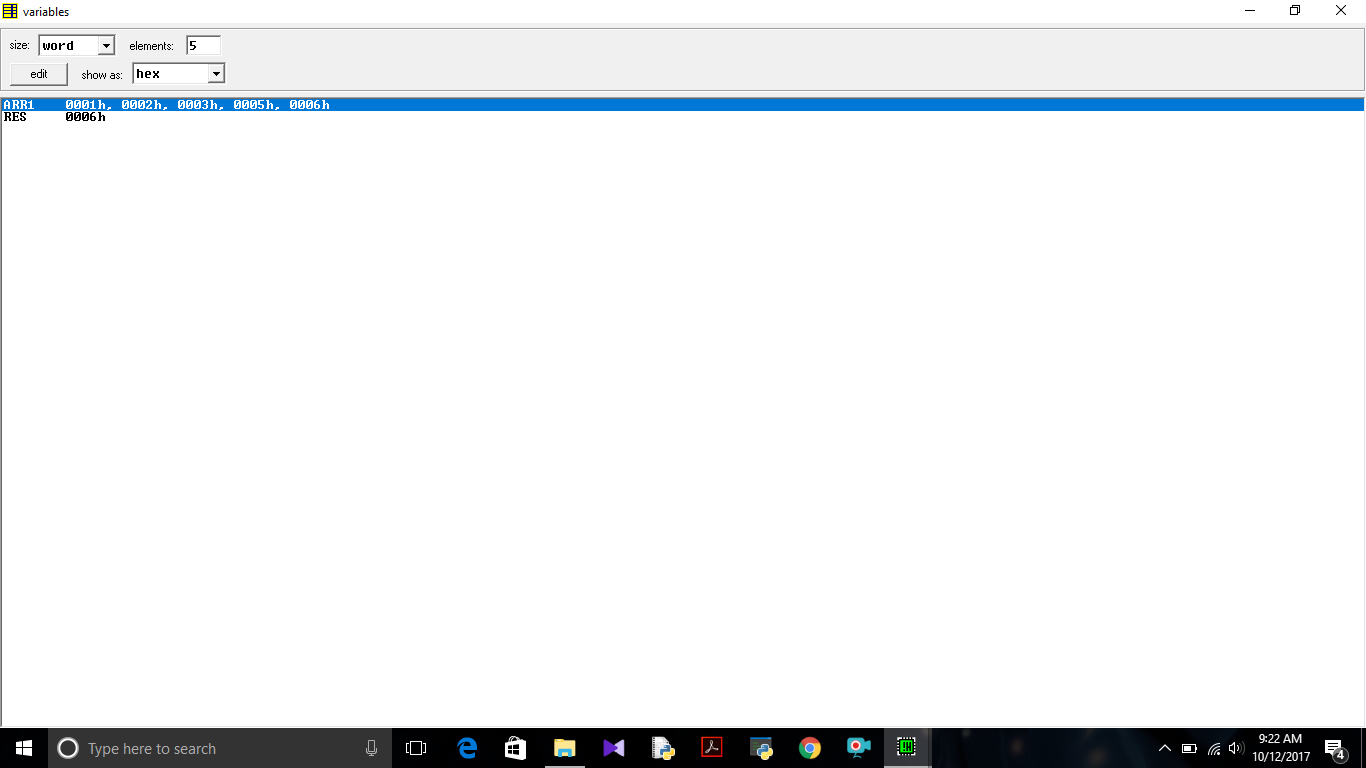 variables
size: word elements: 5
edit show as: hex
ARR1 0001h, 0002h, 0003h, 0005h, 0006h
RES 0006h
Type here to search
9:22 AM
10/12/2017
4